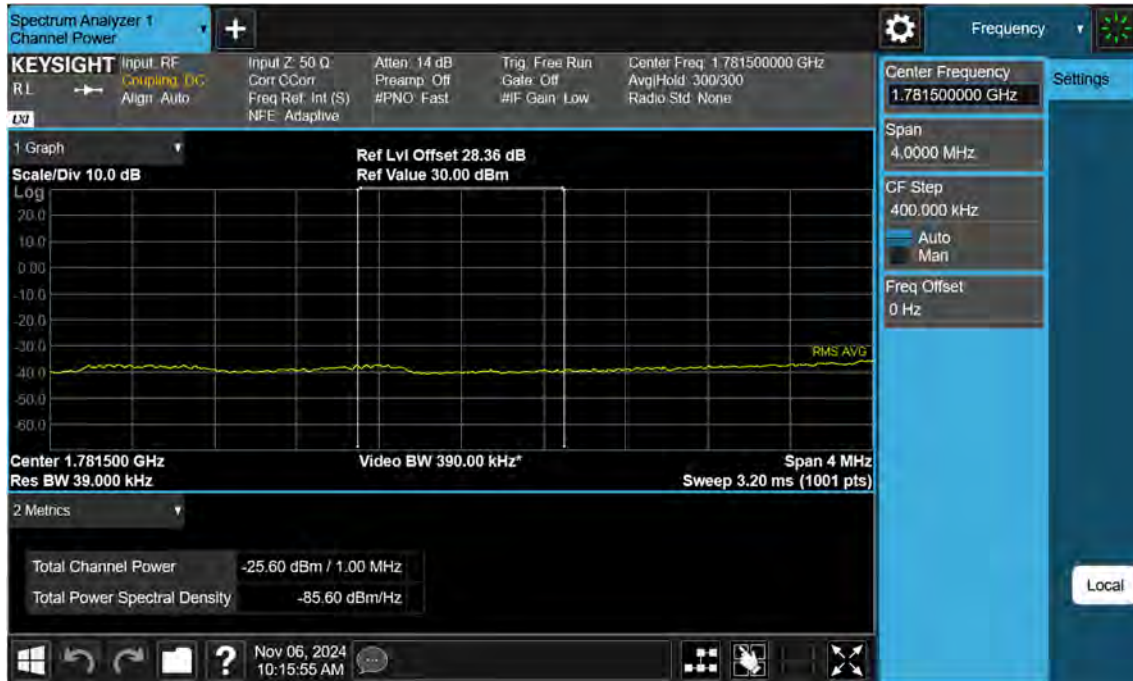 Spectrum Analyzer 1
Channel Power
+
Frequency
KEYSIGHT
RL
LXI
Input: RF
Coupling: DC
Align: Auto
Input Z: 50 Ω
Corr CCorr
Freq Ref: Int (S)
NFE: Adaptive
Atten: 14 dB
Preamp: Off
#PNO: Fast
Trig: Free Run
Gate: Off
#IF Gain: Low
Center Freq: 1.781500000 GHz
Avg|Hold: 300/300
Radio Std: None
Center Frequency
1.781500000 GHz
Settings
Span
4.0000 MHz
CF Step
400.000 kHz
Auto
Man
Freq Offset
0 Hz
1 Graph
Scale/Div 10.0 dB
Ref Lvl Offset 28.36 dB
Ref Value 30.00 dBm
Log
20.0
10.0
0.00
-10.0
-20.0
-30.0
-40.0
-50.0
-60.0
RMS AVG
Center 1.781500 GHz
Res BW 39.000 kHz
Video BW 390.00 kHz*
Span 4 MHz
Sweep 3.20 ms (1001 pts)
2 Metrics
Total Channel Power -25.60 dBm / 1.00 MHz
Total Power Spectral Density -85.60 dBm/Hz
Local
?
Nov 06, 2024
10:15:55 AM